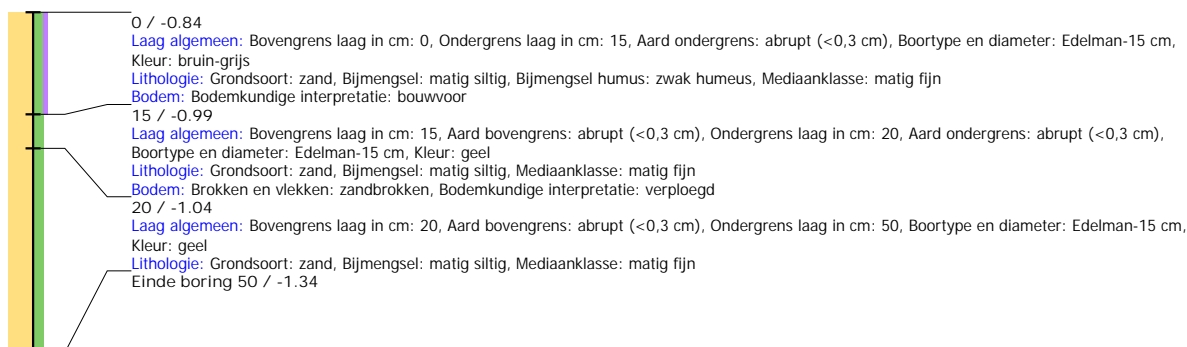 0 / -0.84
Laag algemeen: Bovengrens laag in cm: 0, Ondergrens laag in cm: 15, Aard ondergrens: abrupt (<0,3 cm), Boortype en diameter: Edelman-15 cm,
Kleur: bruin-grijs
Lithologie: Grondsoort: zand, Bijmengsel: matig siltig, Bijmengsel humus: zwak humeus, Mediaanklasse: matig fijn
Bodem: Bodemkundige interpretatie: bouwvoor
15 / -0.99
Laag algemeen: Bovengrens laag in cm: 15, Aard bovengrens: abrupt (<0,3 cm), Ondergrens laag in cm: 20, Aard ondergrens: abrupt (<0,3 cm),
Boortype en diameter: Edelman-15 cm, Kleur: geel
Lithologie: Grondsoort: zand, Bijmengsel: matig siltig, Mediaanklasse: matig fijn
Bodem: Brokken en vlekken: zandbrokken, Bodemkundige interpretatie: verploegd
20 / -1.04
Laag algemeen: Bovengrens laag in cm: 20, Aard bovengrens: abrupt (<0,3 cm), Ondergrens laag in cm: 50, Boortype en diameter: Edelman-15 cm,
Kleur: geel
Lithologie: Grondsoort: zand, Bijmengsel: matig siltig, Mediaanklasse: matig fijn
Einde boring 50 / -1.34